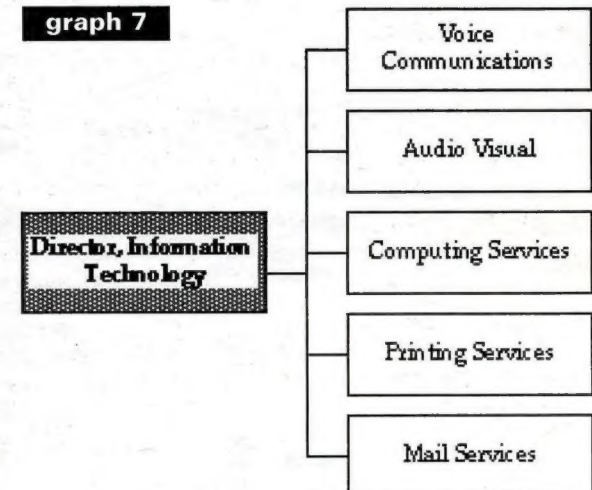 graph 7
Voice
Communications
Audio Visual
Director, Information
Technology
Computing Services
Printing Services
Mail Services